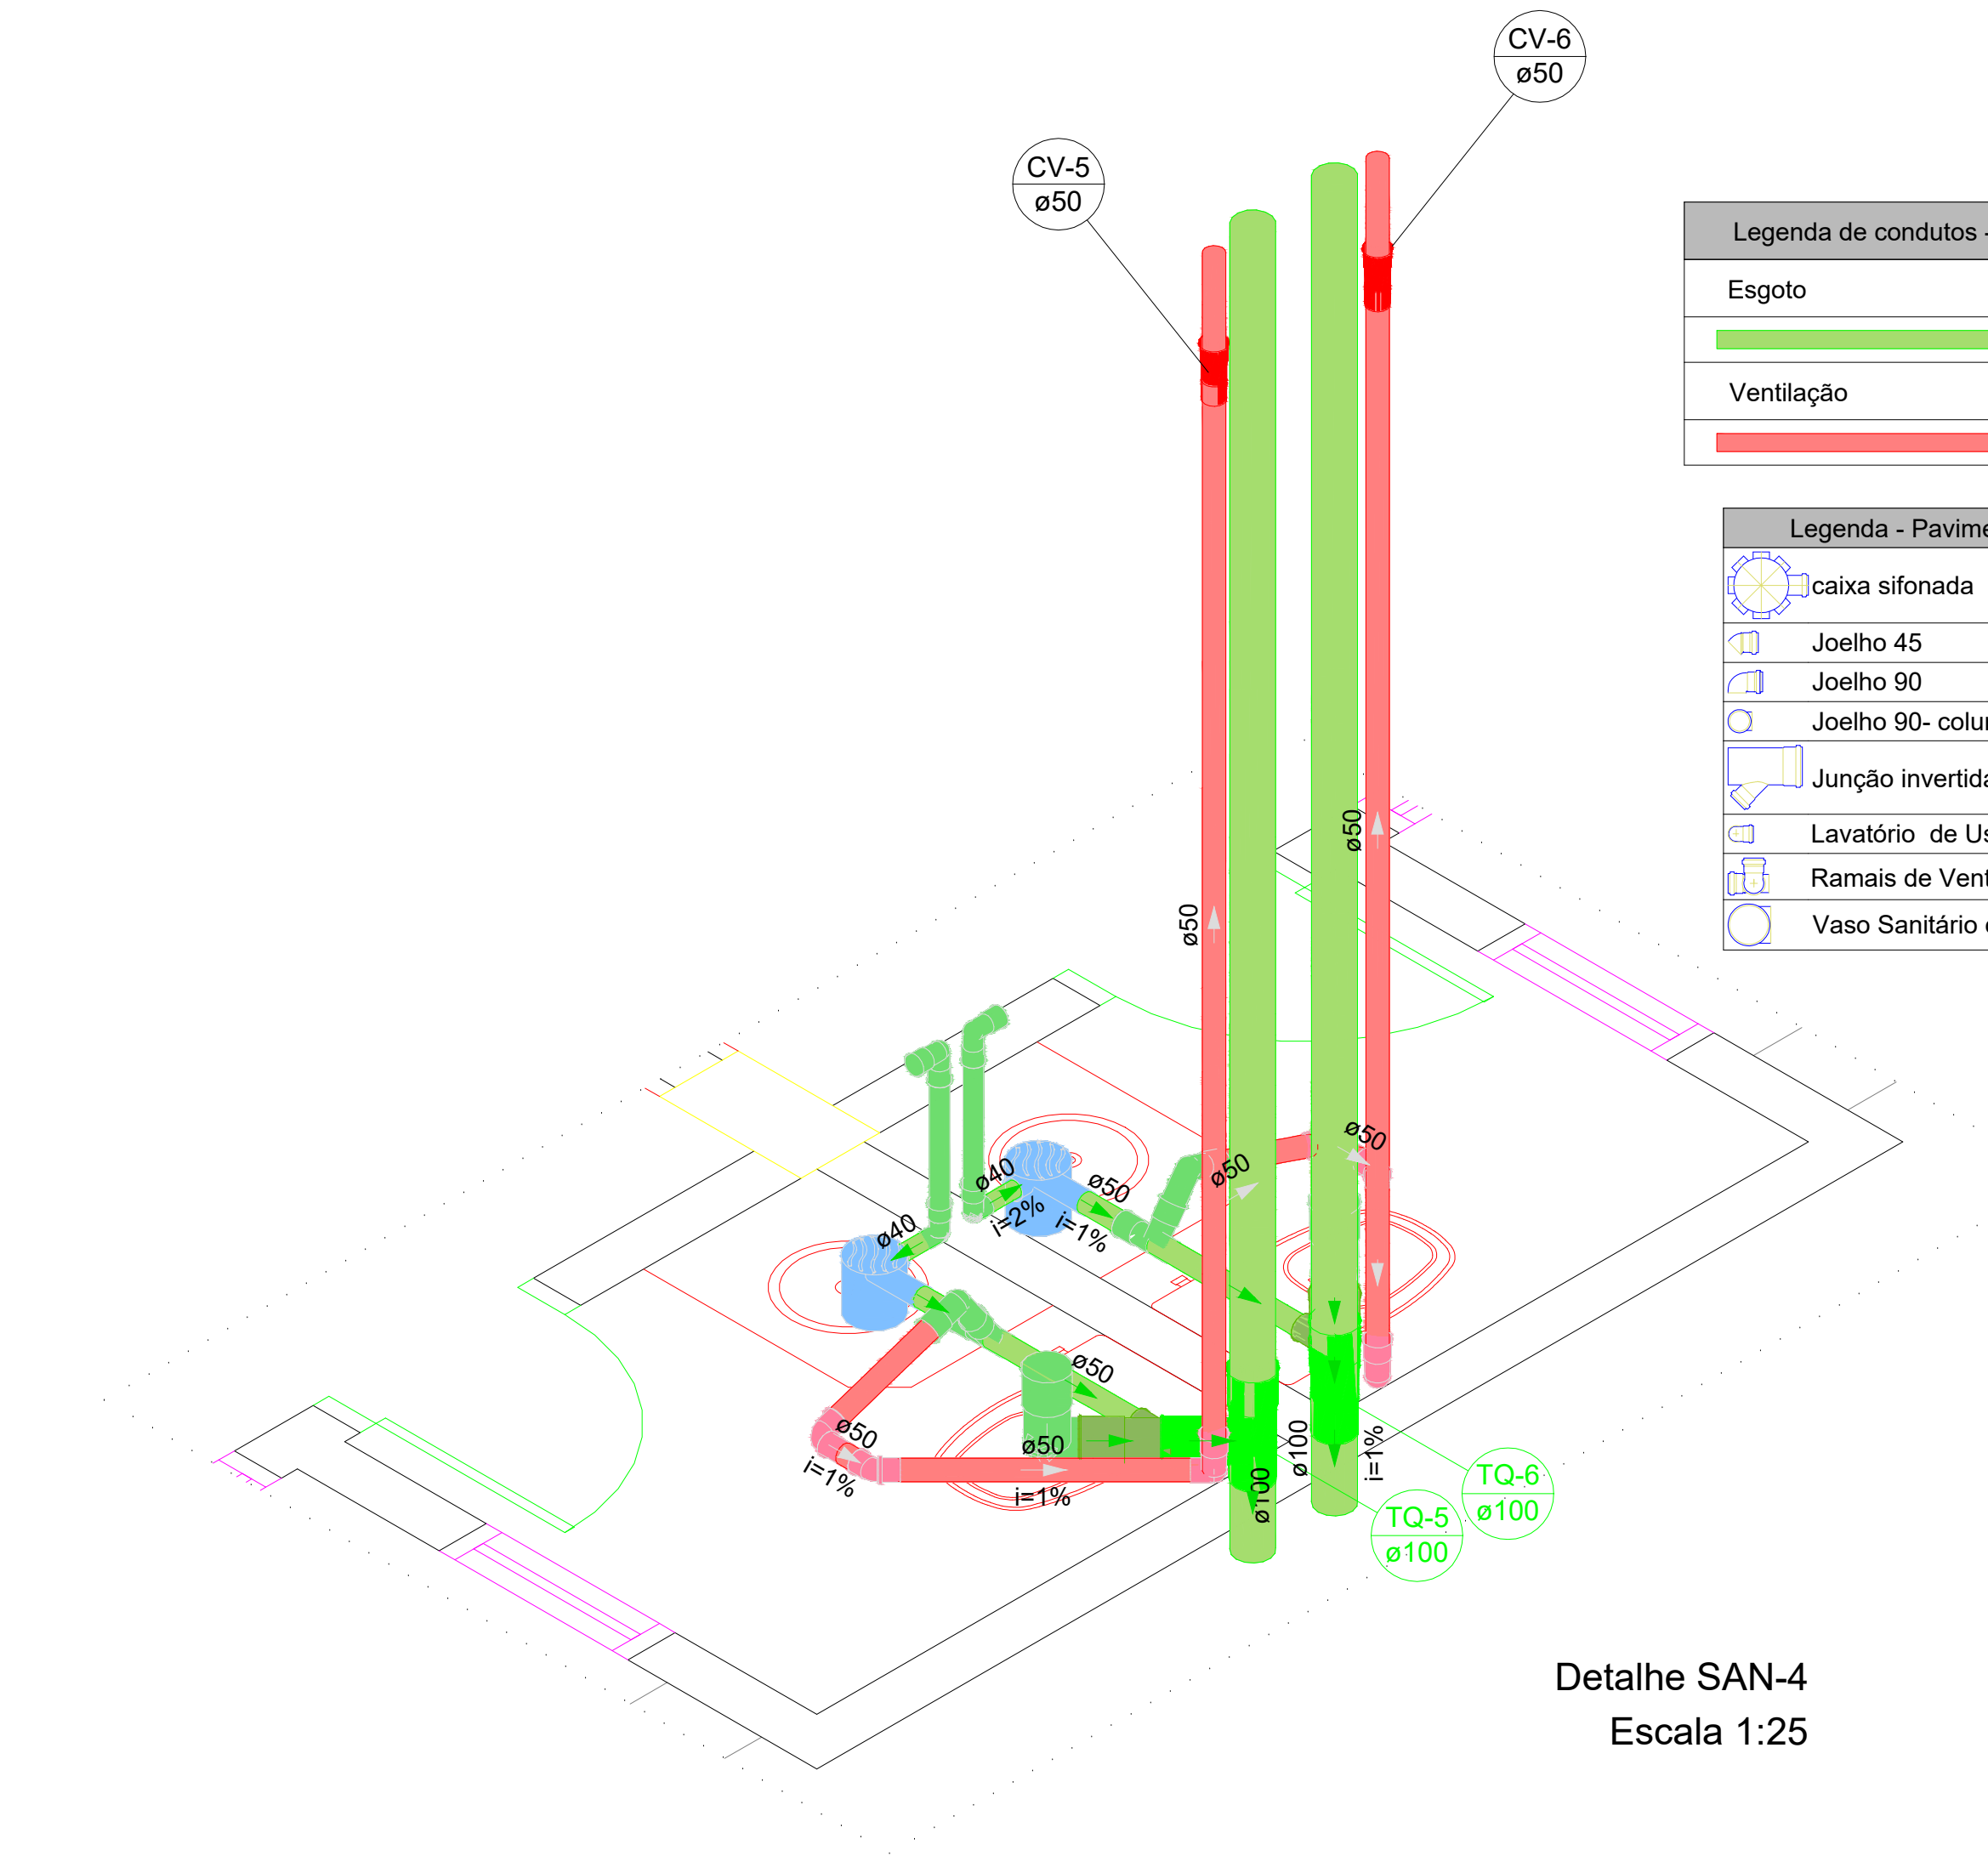 CV-6
ø50
CV-5
ø50
Legenda de condutos -
Esgoto
Ventilação
Legenda - Pavime
caixa sifonada
Joelho 45
Joelho 90
Joelho 90- colu
Junção invertida
Lavatório de Us
Ramais de Vent
Vaso Sanitário
ø50
ø50
ø50
ø50
ø40
i=2%
ø50
i=1%
ø40
ø50
ø50
i=1%
ø50
i=1%
ø100
ø100
i=1%
TQ-6
ø100
TQ-5
ø100
Detalhe SAN-4
Escala 1:25